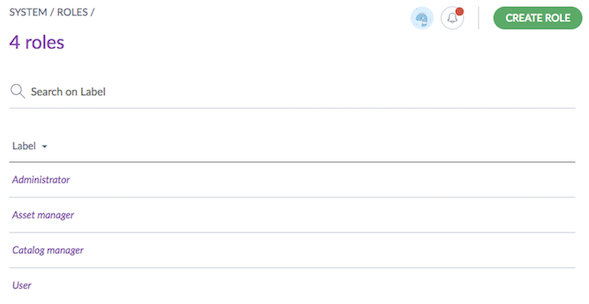 SYSTEM / ROLES /
CREATE ROLE
4 roles
Search on Label
Label
Administrator
Asset manager
Catalog manager
User